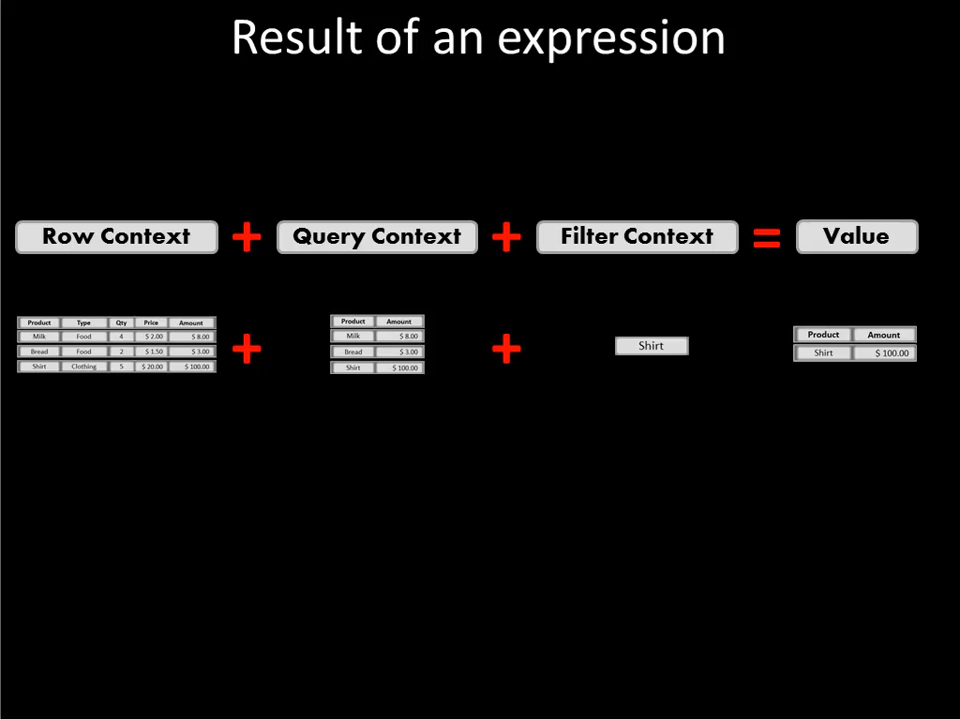 Result of an expression
Row Context + Query Context + Filter Context = Value
Product Type Qty Price Amount
Milk Food 4 $ 2.00 $ 8.00
Bread Food 2 $ 1.50 $ 3.00
Shirt Clothing 5 $ 20.00 $ 100.00
+
Product Amount
Milk $ 8.00
Bread $ 3.00
Shirt $ 100.00
+
Shirt
Product Amount
Shirt $ 100.00